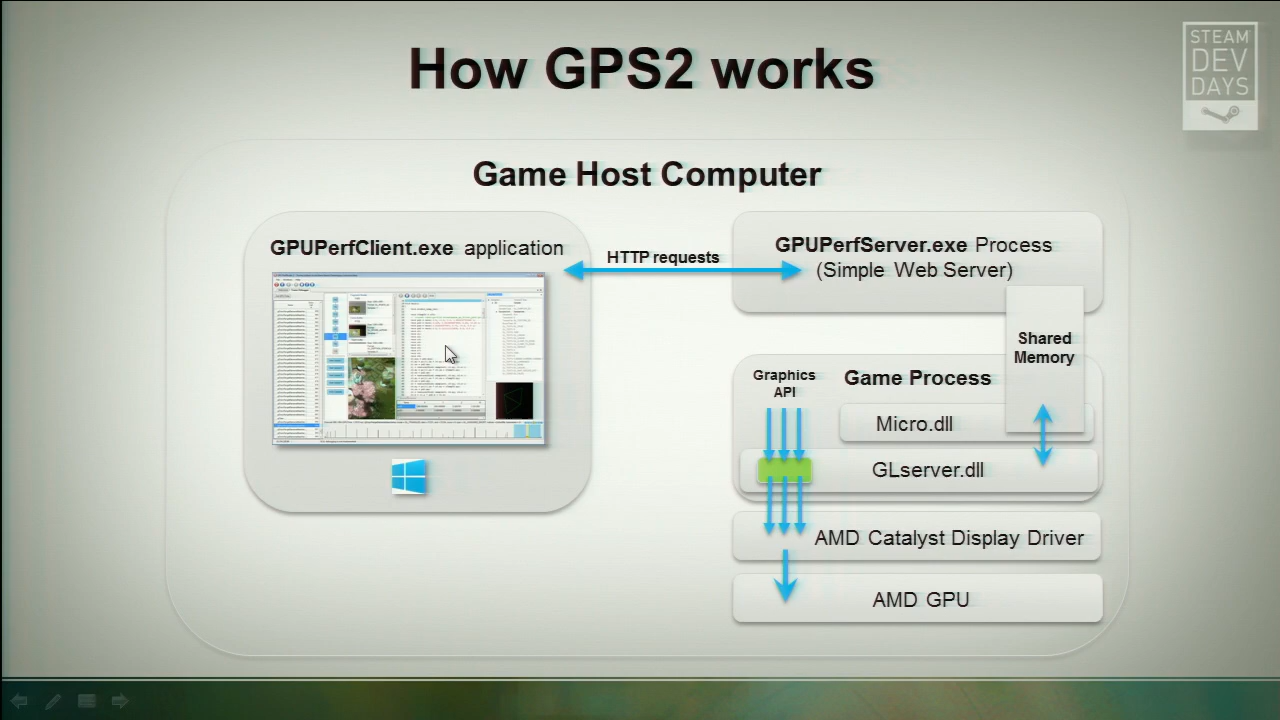 How GPS2 works
STEAM
DEV
DAYS
Game Host Computer
GPUPerfClient.exe application
HTTP requests
GPUPerfServer.exe Process
(Simple Web Server)
Shared
Memory
Graphics
API
Game Process
Micro.dll
GLserver.dll
AMD Catalyst Display Driver
AMD GPU